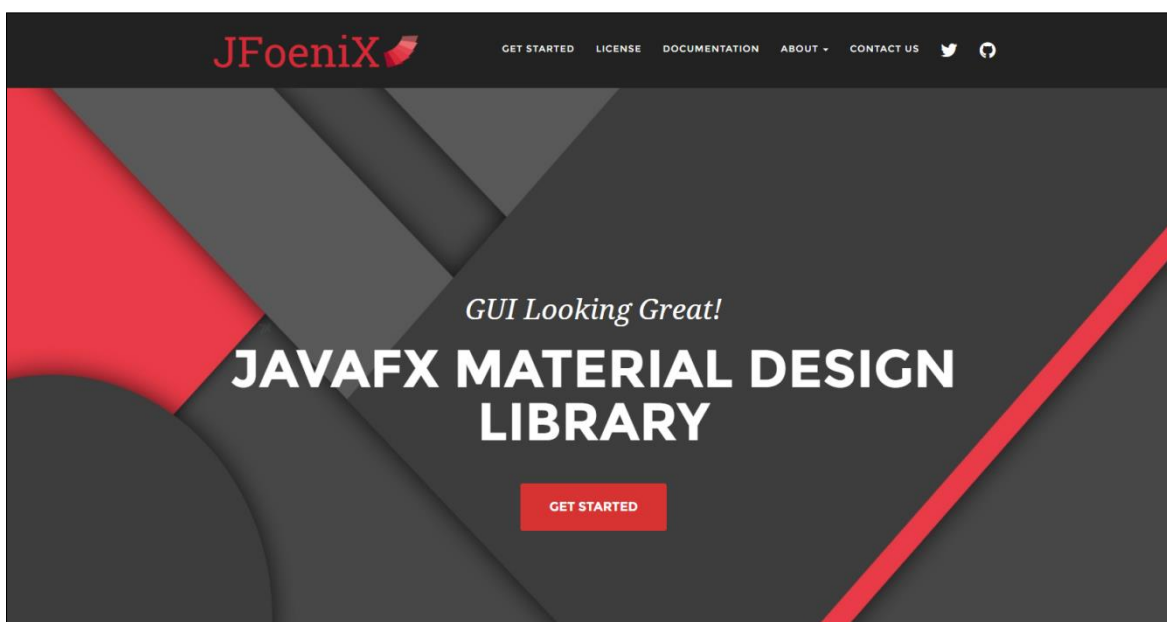 JFoeniX
GET STARTED LICENSE DOCUMENTATION ABOUT CONTACT US
GUI Looking Great!
JAVAFX MATERIAL DESIGN
LIBRARY
GET STARTED